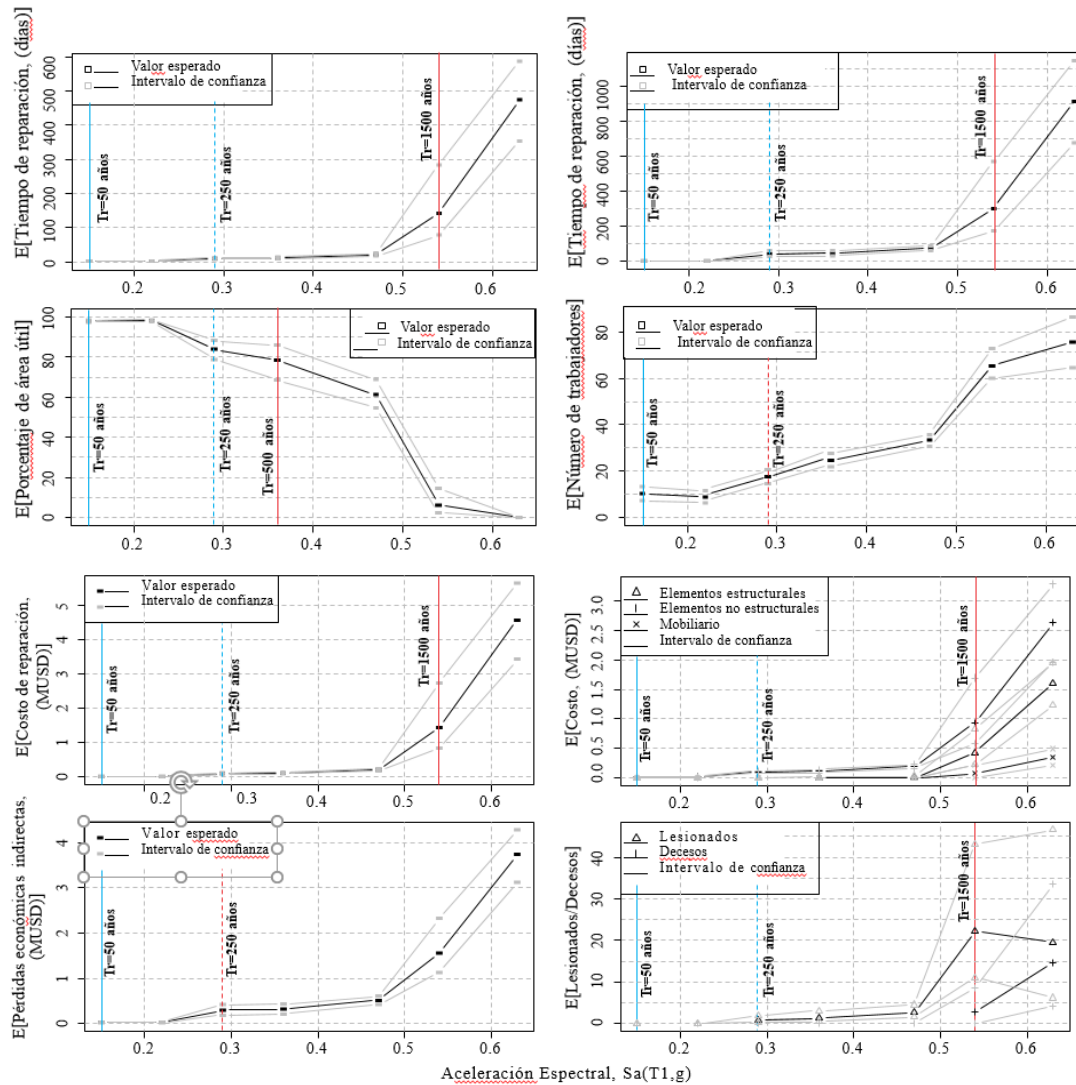 E[Tiempo de reparación, (días)]
0 100 200 300 400 500 600
Valor esperado
Intervalo de confianza
Tr=50 años
Tr=250 años
Tr=1500 años
0.2 0.3 0.4 0.5 0.6
E[Tiempo de reparación, (días)]
0 200 400 600 800 1000
Valor esperado
Intervalo de confianza
Tr=50 años
Tr=250 años
Tr=1500 años
0.2 0.3 0.4 0.5 0.6
E[Porcentaje de área útil]
0 20 40 60 80 100
Valor esperado
Intervalo de confianza
Tr=50 años
Tr=250 años
Tr=500 años
0.2 0.3 0.4 0.5 0.6
E[Número de trabajadores]
0 20 40 60 80
Valor esperado
Intervalo de confianza
Tr=50 años
Tr=250 años
0.2 0.3 0.4 0.5 0.6
E[Costo de reparación,
(MUSD)]
0 1 2 3 4 5
Valor esperado
Intervalo de confianza
Tr=50 años
Tr=250 años
Tr=1500 años
0.2 0.3 0.4 0.5 0.6
E[Costo, (MUSD)]
0.0 0.5 1.0 1.5 2.0 2.5 3.0
Elementos estructurales
Elementos no estructurales
Mobiliario
Intervalo de confianza
Tr=50 años
Tr=250 años
Tr=1500 años
0.2 0.3 0.4 0.5 0.6
E[Pérdidas económicas indirectas,
(MUSD)]
0 1 2 3 4
Valor esperado
Intervalo de confianza
Tr=50 años
Tr=250 años
0.2 0.3 0.4 0.5 0.6
E[Lesionados/Decesos]
0 10 20 30 40
Lesionados
Decesos
Intervalo de confianza
Tr=50 años
Tr=250 años
Tr=1500 años
0.2 0.3 0.4 0.5 0.6
Aceleración Espectral, Sa(T1,g)